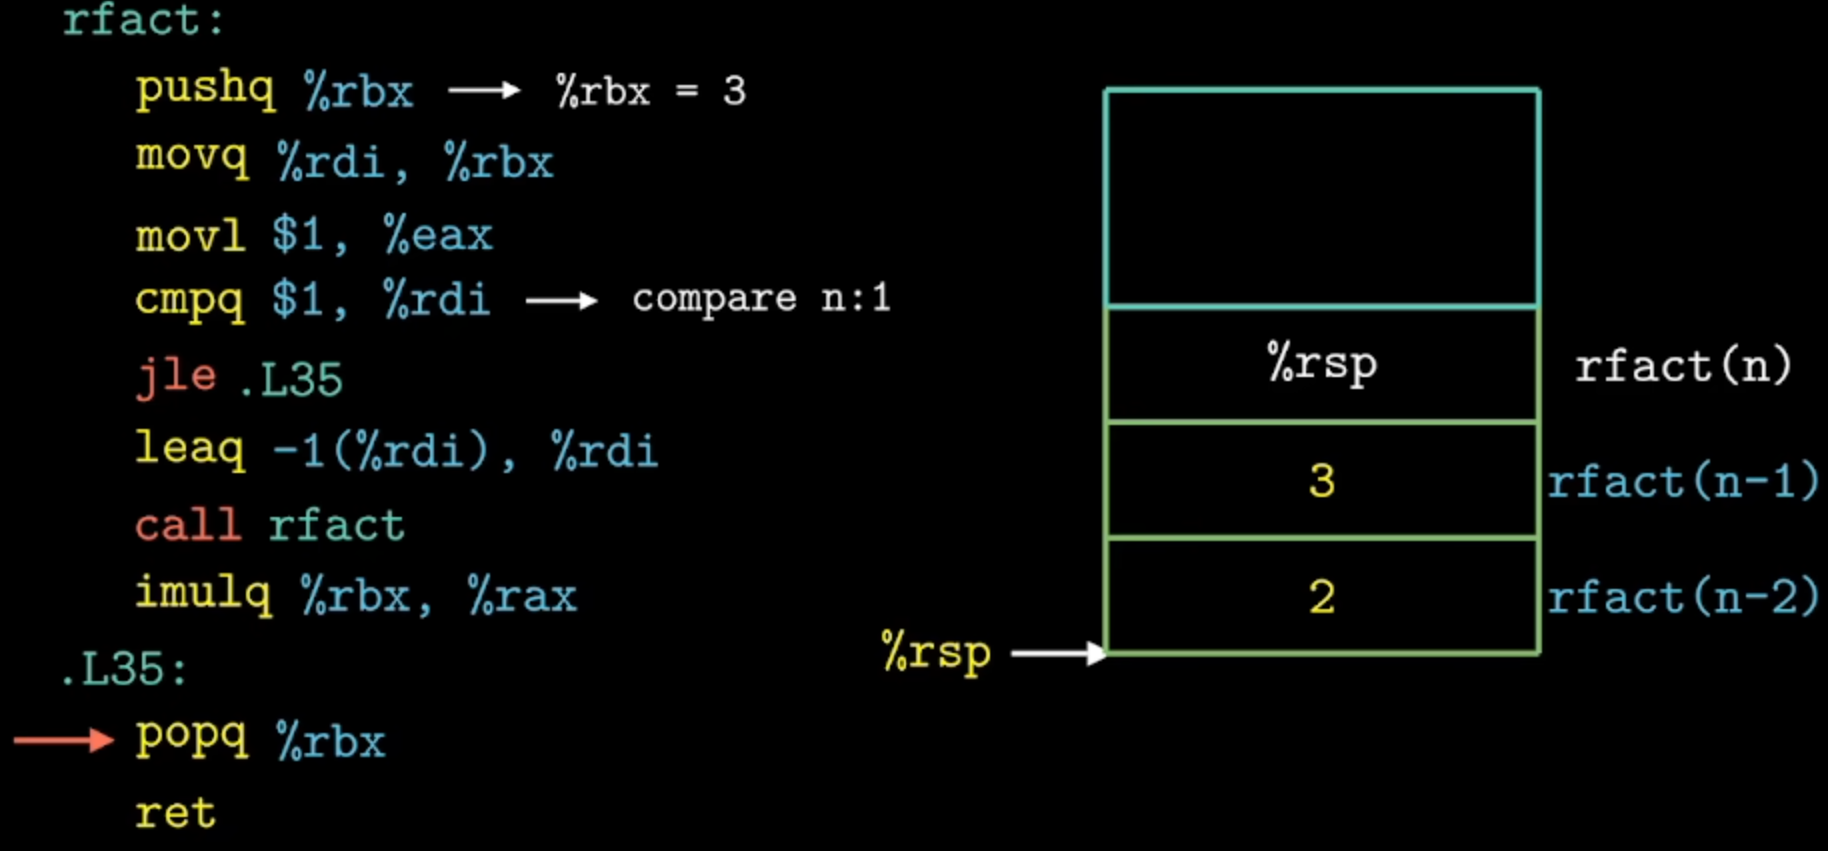 rfact:
pushq %rbx → %rbx = 3
movq %rdi, %rbx
movl $1, %eax
cmpq $1, %rdi → compare n:1
jle .L35
leaq -1(%rdi), %rdi
call rfact
imulq %rbx, %rax
.L35:
popq %rbx
ret
%rsp rfact(n)
3 rfact(n-1)
2 rfact(n-2)
%rsp